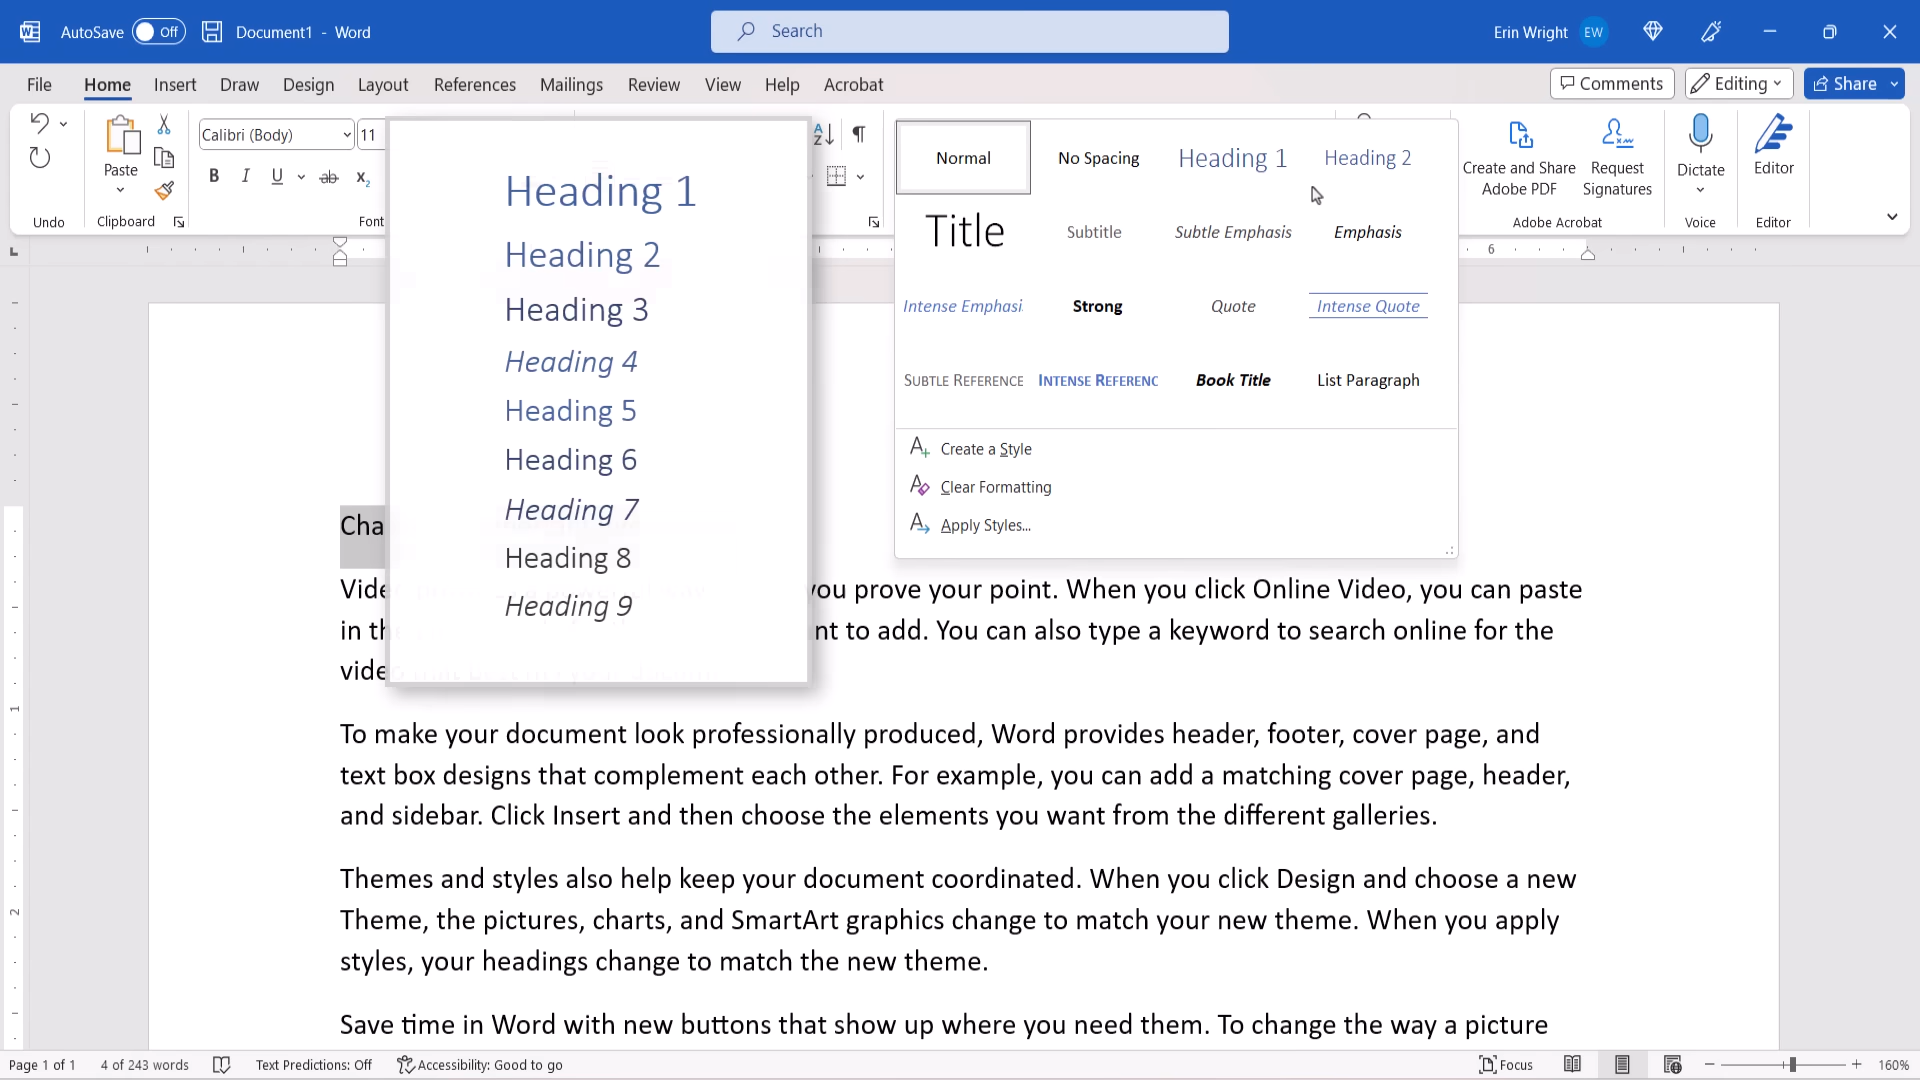 AutoSave Off Document1 - Word Search Erin Wright EW
File Home Insert Draw Design Layout References Mailings Review View Help Acrobat Comments Editing Share
Calibri (Body) 11
Paste
B I U ab x2
Undo Clipboard Font
Normal No Spacing Heading 1 Heading 2
Title Subtitle Subtle Emphasis Emphasis
Intense Emphasi Strong Quote Intense Quote
Subtle Reference Intense Referenc Book Title List Paragraph
Create a Style
Clear Formatting
Apply Styles...
Create and Share
Adobe PDF
Request
Signatures
Adobe Acrobat
Dictate
Voice
Editor
Editor
6
Heading 1
Heading 2
Heading 3
Heading 4
Heading 5
Heading 6
Heading 7
Heading 8
Heading 9
1
2
Cha
Vide you prove your point. When you click Online Video, you can paste
in th nt to add. You can also type a keyword to search online for the
vide
To make your document look professionally produced, Word provides header, footer, cover page, and
text box designs that complement each other. For example, you can add a matching cover page, header,
and sidebar. Click Insert and then choose the elements you want from the different galleries.
Themes and styles also help keep your document coordinated. When you click Design and choose a new
Theme, the pictures, charts, and SmartArt graphics change to match your new theme. When you apply
styles, your headings change to match the new theme.
Save time in Word with new buttons that show up where you need them. To change the way a picture
Page 1 of 1 4 of 243 words Text Predictions: Off Accessibility: Good to go Focus 160%